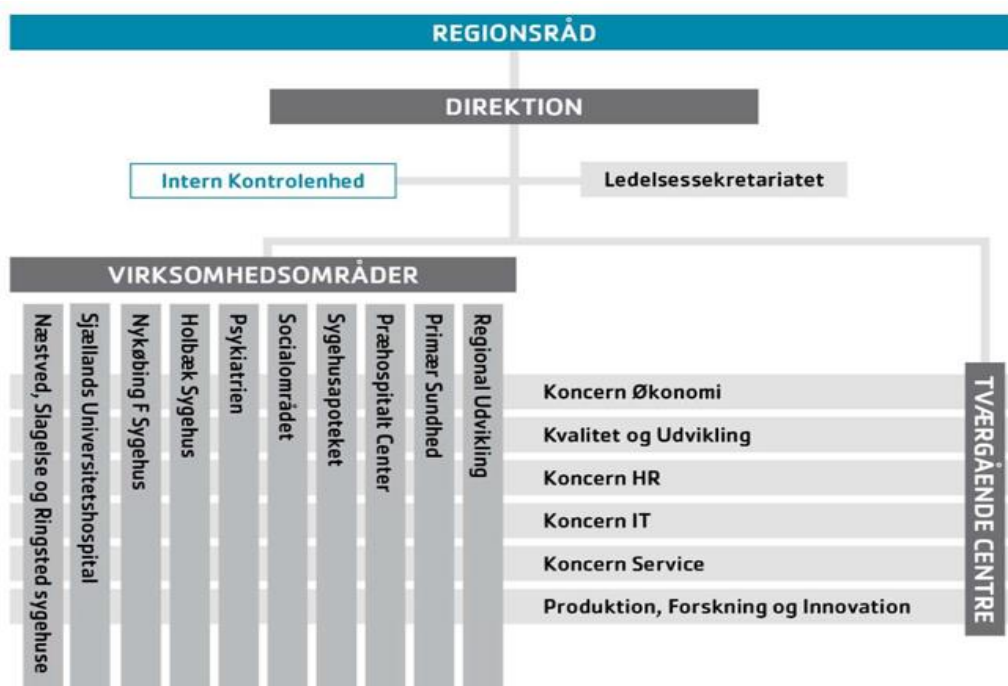 REGIONSRÅD
DIREKTION
Intern Kontrolenhed
Ledelsessekretariatet
VIRKSOMHEDSOMRÅDER
Næstved, Slagelse og Ringsted sygehuse
Sjællands Universitetshospital
Nykøbing F Sygehus
Holbæk Sygehus
Psykiatrien
Socialområdet
Sygehusapoteket
Præhospitalt Center
Primær Sundhed
Regional Udvikling
Koncern Økonomi
Kvalitet og Udvikling
Koncern HR
Koncern IT
Koncern Service
Produktion, Forskning og Innovation
TVÆRGÅENDE CENTRE